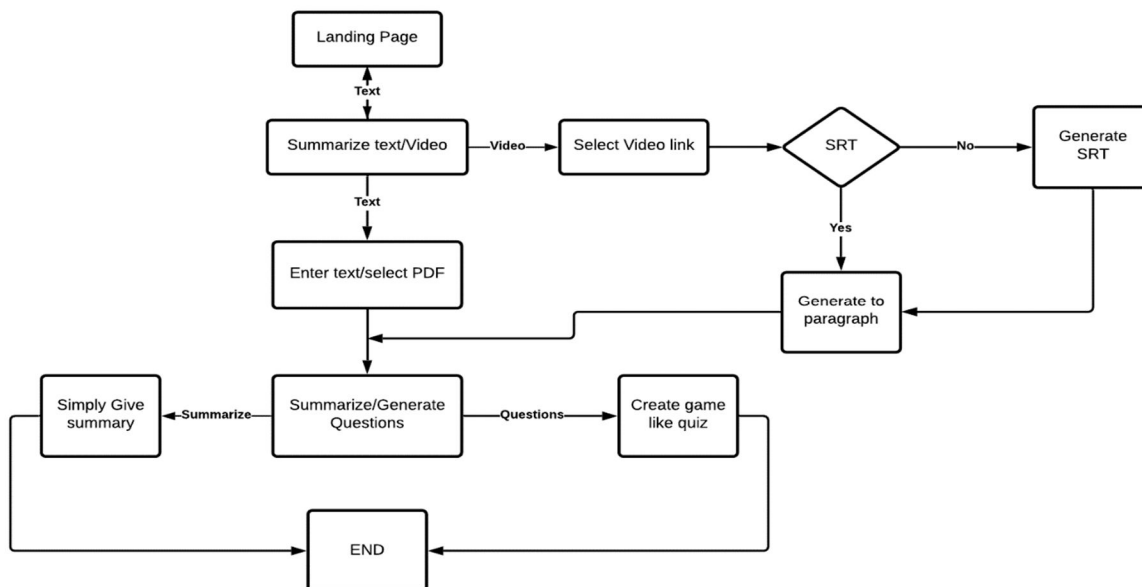 Landing Page
Text
Summarize text/Video
Video
Select Video link
SRT
No
Generate
SRT
Text
Yes
Enter text/select PDF
Generate to
paragraph
Simply Give
summary
Summarize
Summarize/Generate
Questions
Questions
Create game
like quiz
END